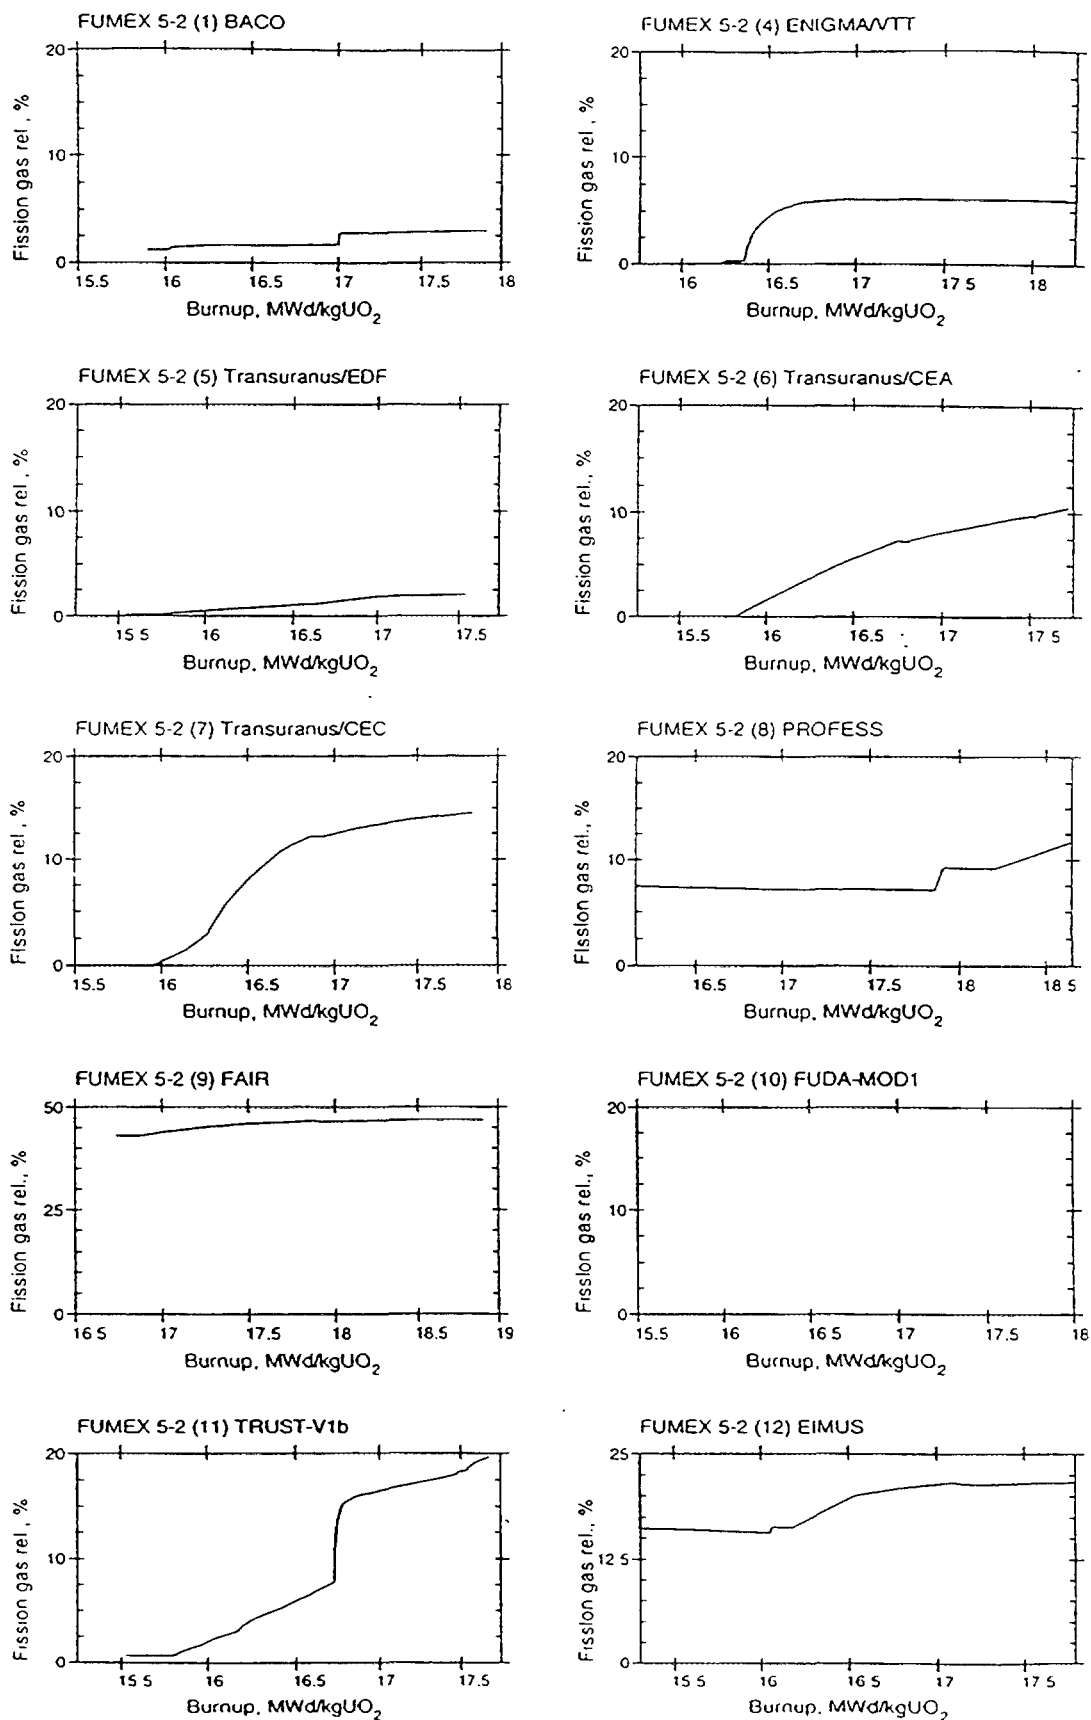 FUMEX 5-2 (1) BACO
20
10
0
Fission gas rel, %
15.5 16 16.5 17 17.5 18
Burnup, MWd/kgUO2
FUMEX 5-2 (4) ENIGMA/VTT
20
10
0
Fission gas rel, %
16 16.5 17 17 5 18
Burnup, MWd/kgUO2
FUMEX 5-2 (5) Transuranus/EDF
20
10
0
Fission gas rel, %
15 5 16 16.5 17 17.5
Burnup, MWd/kgUO2
FUMEX 5-2 (6) Transuranus/CEA
20
10
0
Fission gas rel., %
15.5 16 16.5 17 17.5
Burnup, MWd/kgUO2
FUMEX 5-2 (7) Transuranus/CEC
20
10
0
Fission gas rel, %
15.5 16 16.5 17 17.5 18
Burnup, MWd/kgUO2
FUMEX 5-2 (8) PROFESS
20
10
0
Fission gas rel., %
16.5 17 17.5 18 18 5
Burnup, MWd/kgUO2
FUMEX 5-2 (9) FAIR
50
25
0
Fission gas rel., %
16 5 17 17.5 18 18.5 19
Burnup, MWd/kgUO2
FUMEX 5-2 (10) FUDA-MOD1
20
10
0
Fission gas rel., %
15.5 16 16.5 17 17.5 18
Burnup, MWd/kgUO2
FUMEX 5-2 (11) TRUST-V1b
20
10
0
Fission gas rel., %
15 5 16 16.5 17 17.5
Burnup, MWd/kgUO2
FUMEX 5-2 (12) EIMUS
25
12 5
0
Fission gas rel., %
15 5 16 16.5 17 17.5
Burnup, MWd/kgUO2